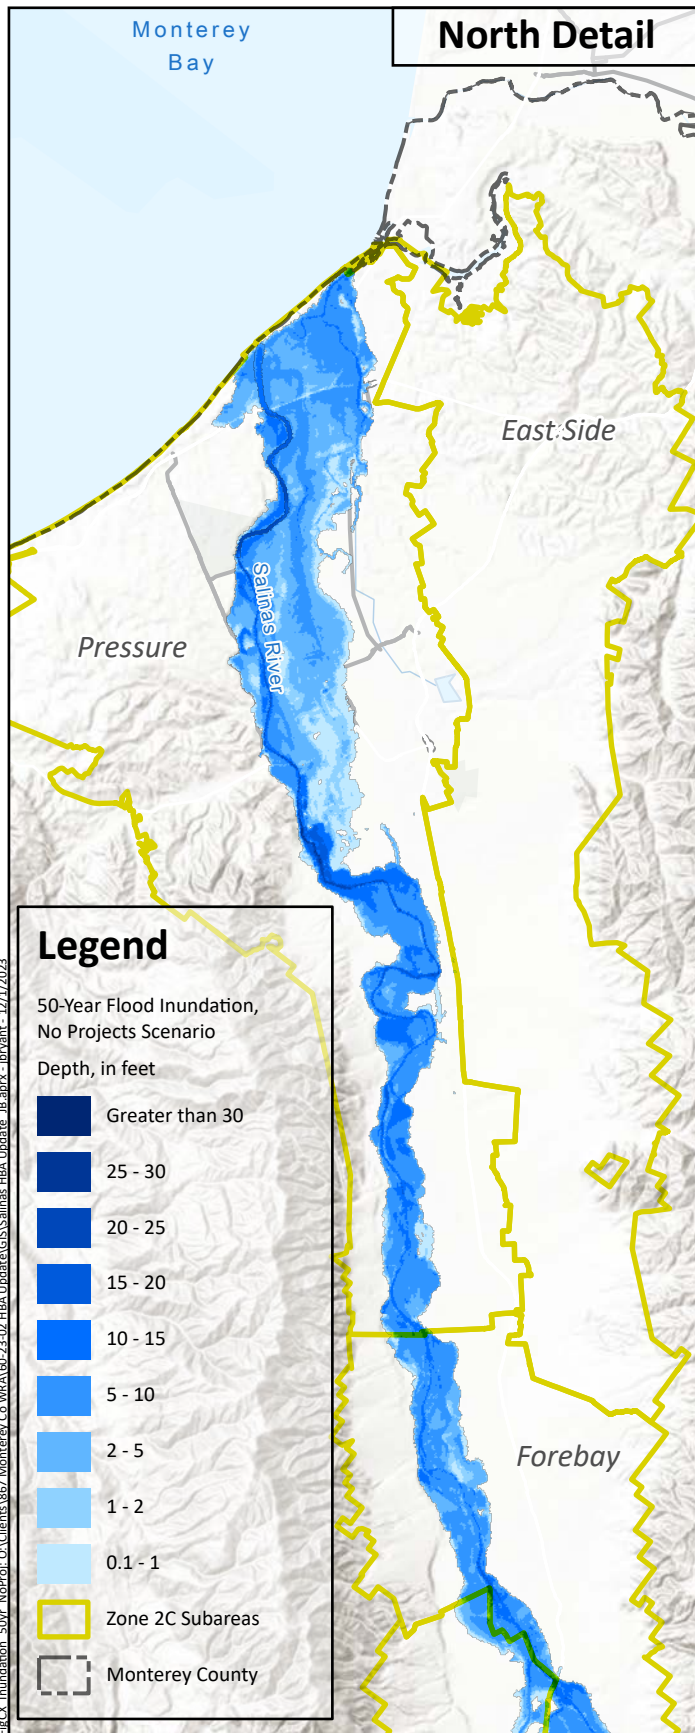 North Detail
Monterey
Bay
East Side
Salinas River
Pressure
Legend
50-Year Flood Inundation,
No Projects Scenario
Depth, in feet
Greater than 30
25 - 30
20 - 25
15 - 20
10 - 15
5 - 10
2 - 5
1 - 2
0.1 - 1
Zone 2C Subareas
Monterey County
Forebay